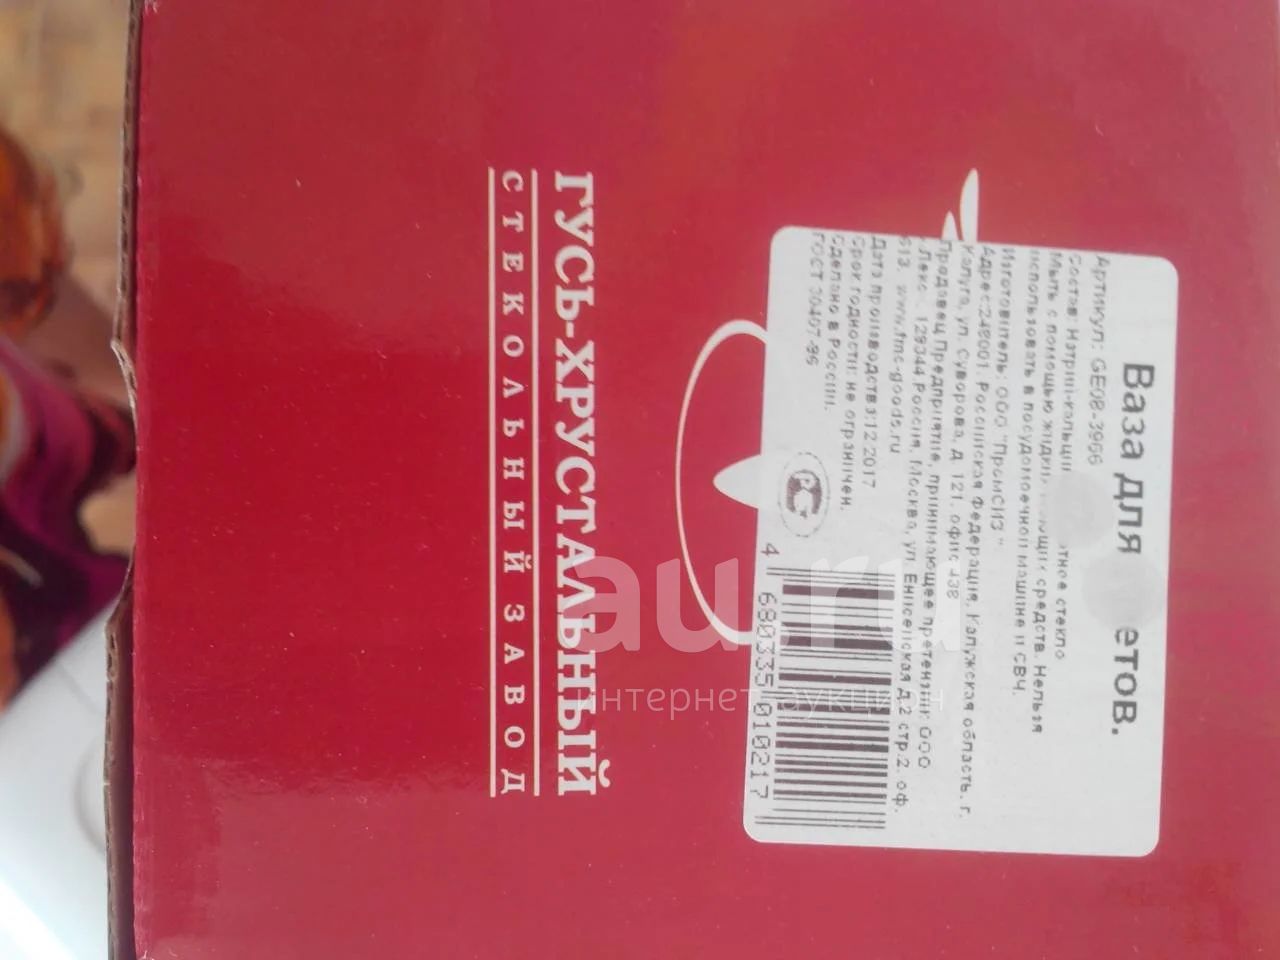 ГУСЬ-ХРУСТАЛЬНЫЙ
СТЕКОЛЬНЫЙ ЗАВОД
Ваза для етов.
Артикул: GE08-3966
Состав: Натрий-кальций тное стекло
Мыть с помощью жидких моющих средств. Нельзя
использовать в посудомоечной машине и СВЧ.
Изготовитель: ООО "ПромСИЗ"
Адрес:248001, Российская Федерация, Калужская область, г.
Калуга, ул. Суворова, д. 121, офис 438
Продавец,Предприятие, принимающее претензии: ООО
129344,Россия, Москва, ул. Енисейская д.2 стр.2. оф.
613. www.fmc-goods.ru
Дата производства:12.2017
Срок годности: не ограничен.
Сделано в России.
ГОСТ 30407-96
РСТ
4 680335 010217
au.ru
интернет аукцион